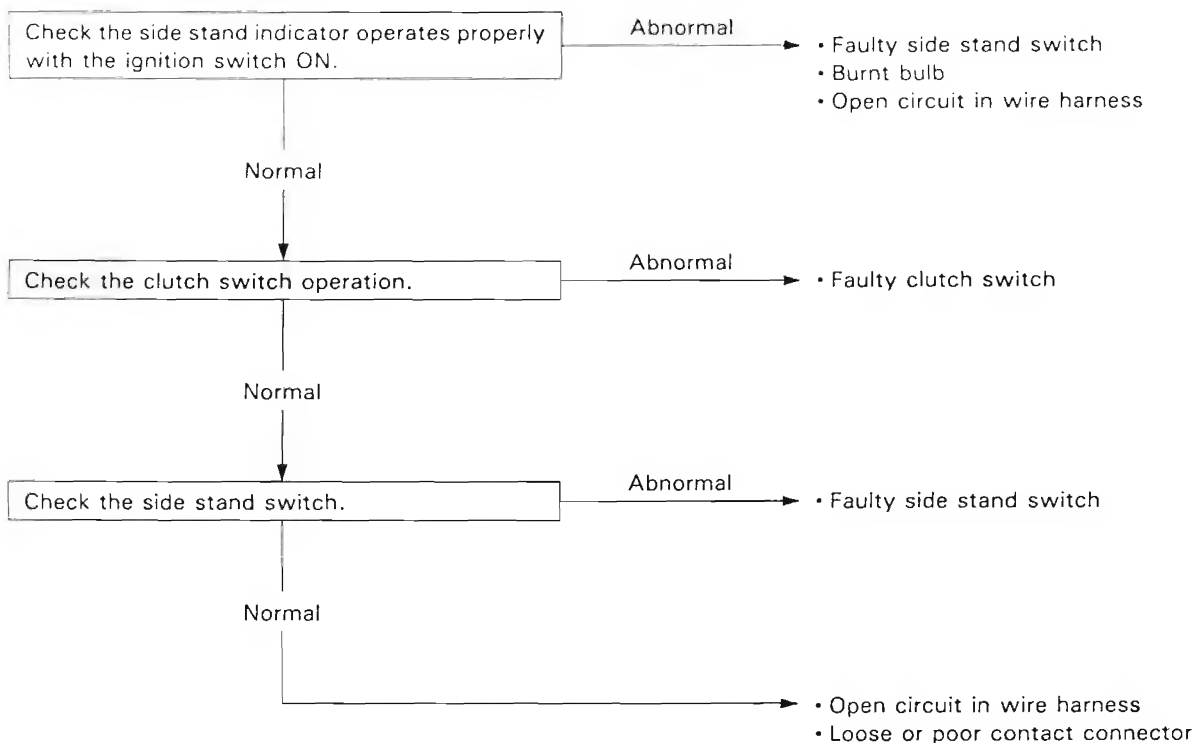 Check the side stand indicator operates properly
with the ignition switch ON.
Abnormal
• Faulty side stand switch
• Burnt bulb
• Open circuit in wire harness
Normal
Check the clutch switch operation.
Abnormal
• Faulty clutch switch
Normal
Check the side stand switch.
Abnormal
• Faulty side stand switch
Normal
• Open circuit in wire harness
• Loose or poor contact connector